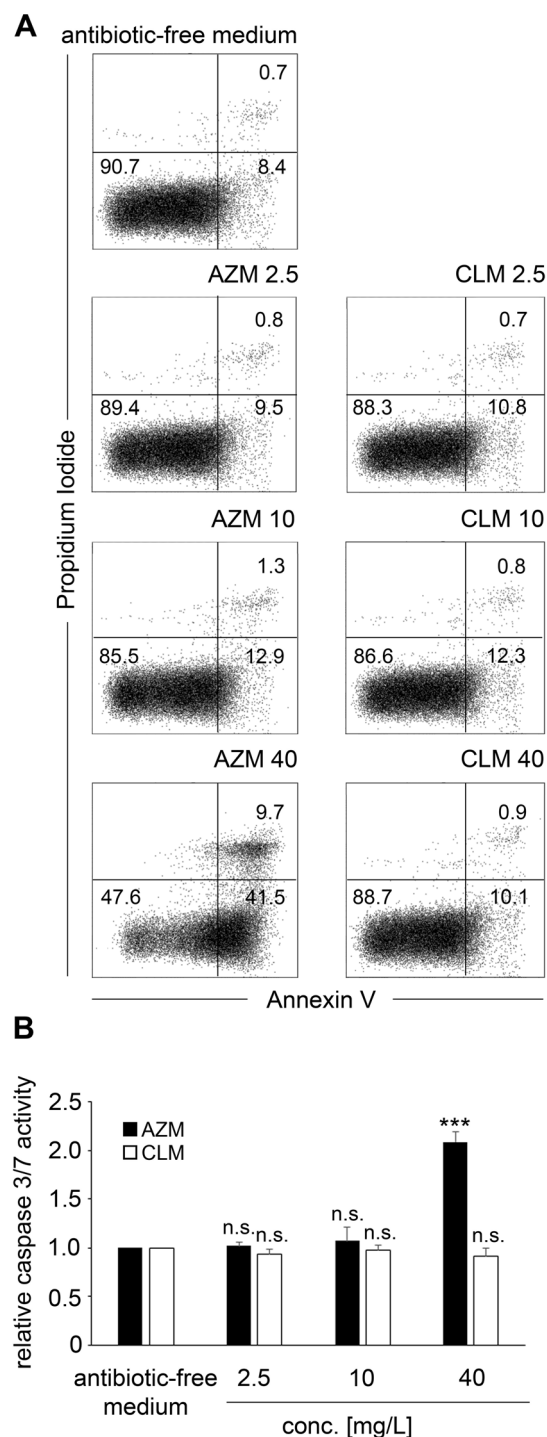 A
antibiotic-free medium
0.7
90.7 8.4
AZM 2.5 CLM 2.5
0.8 0.7
89.4 9.5 88.3 10.8
AZM 10 CLM 10
1.3 0.8
85.5 12.9 86.6 12.3
AZM 40 CLM 40
9.7 0.9
47.6 41.5 88.7 10.1
Propidium Iodide
Annexin V
B
relative caspase 3/7 activity
2.5
2.0
1.5
1.0
0.5
0
AZM
CLM
***
n.s. n.s. n.s. n.s. n.s.
antibiotic-free 2.5 10 40
medium
conc. [mg/L]